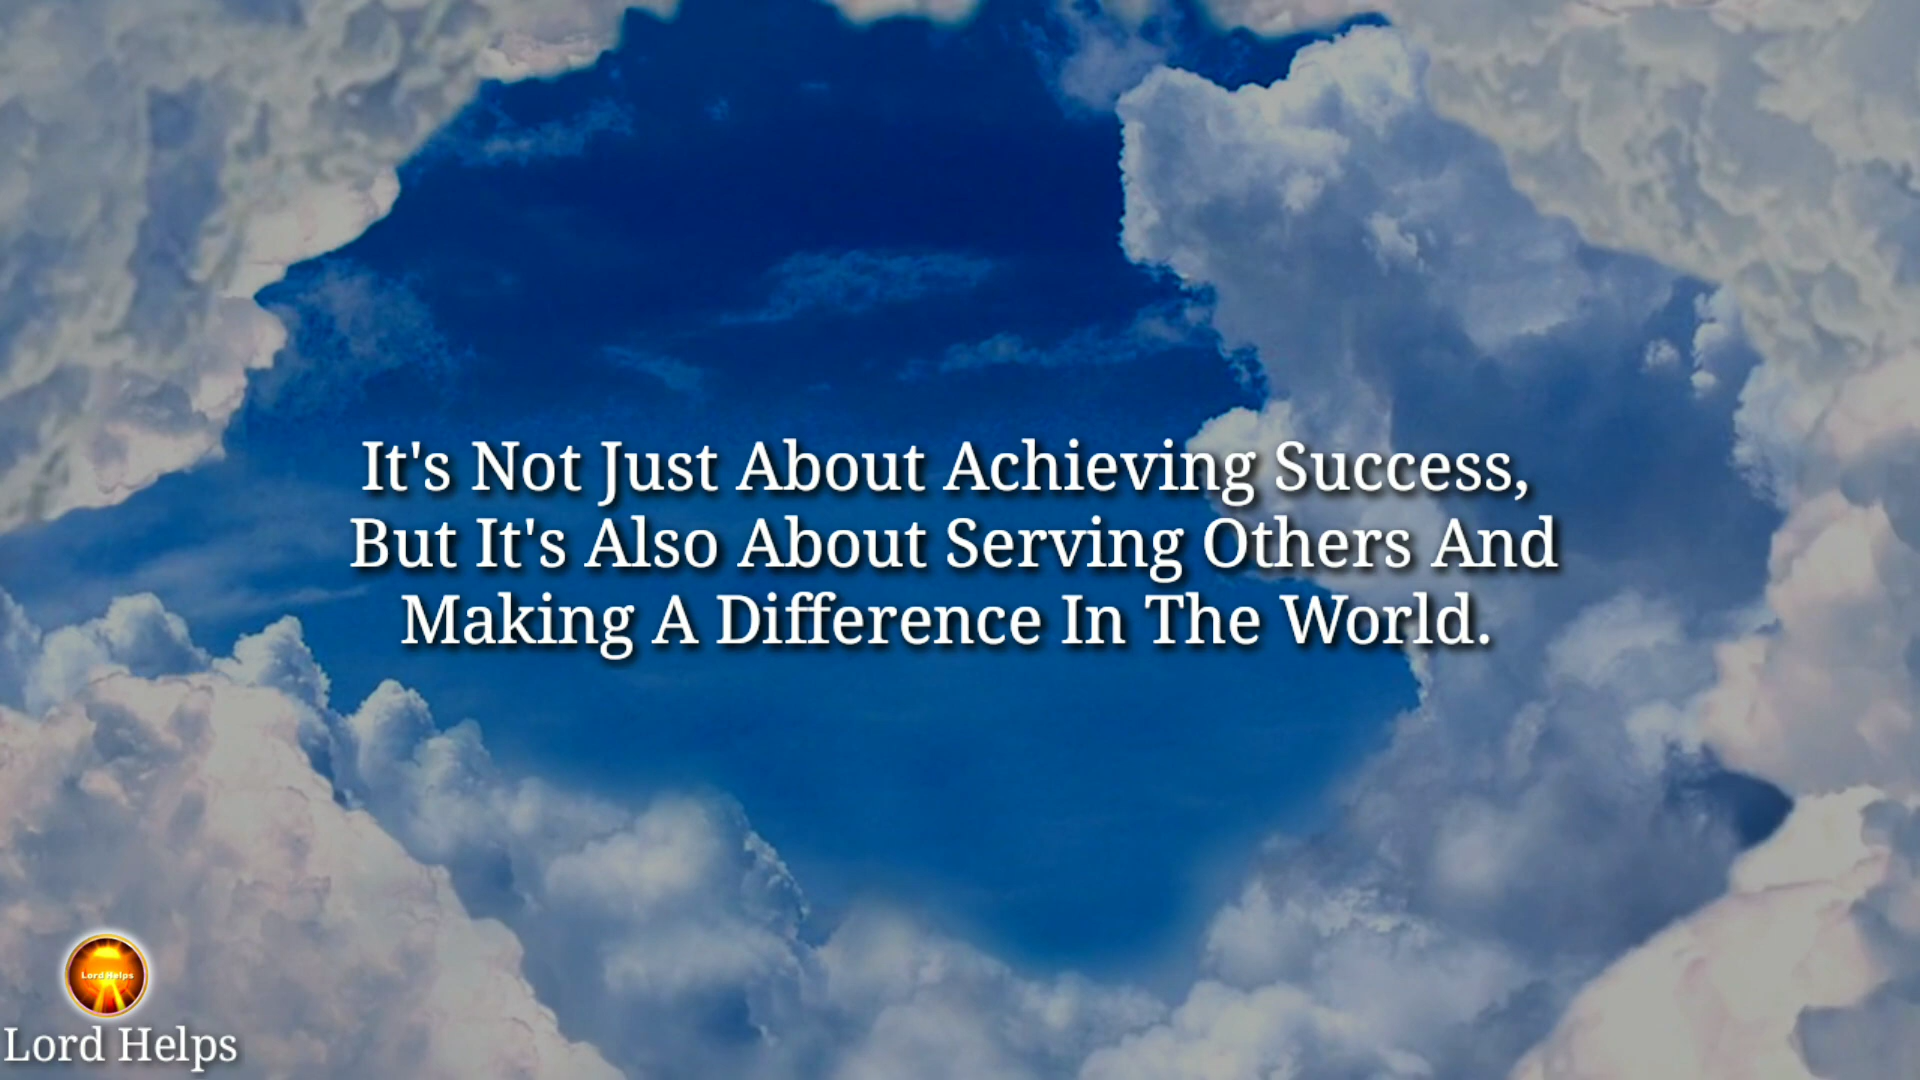 It's Not Just About Achieving Success,
But It's Also About Serving Others And
Making A Difference In The World.
Lord Helps
Lord Helps